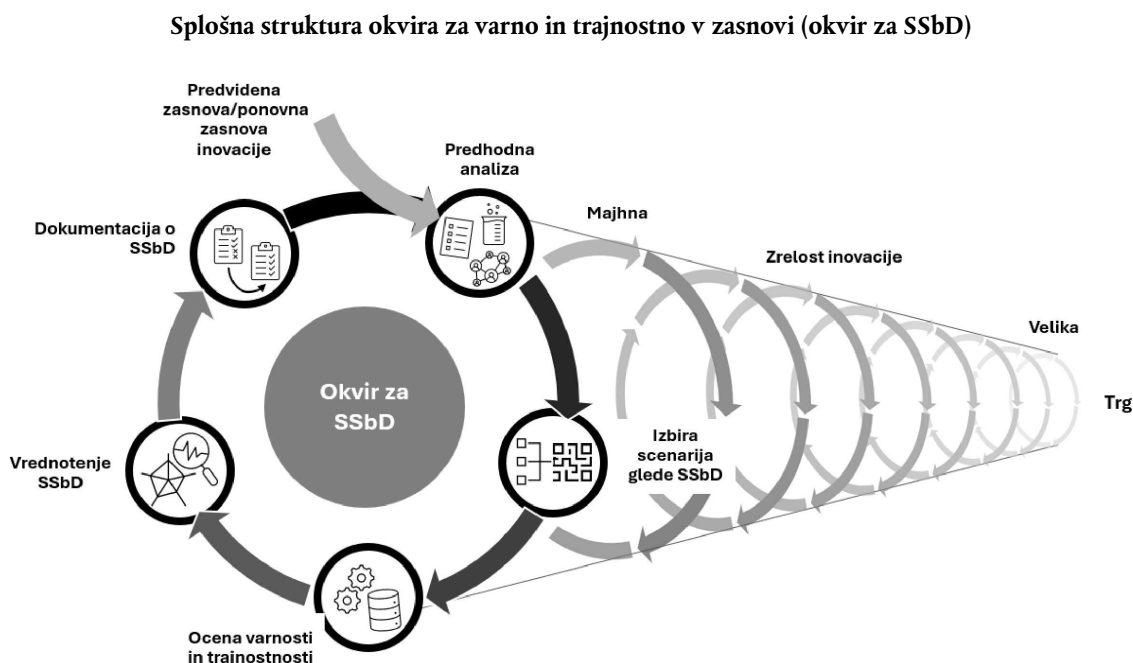 Splošna struktura okvira za varno in trajnostno v zasnovi (okvir za SSbD)
Predvidena
zasnova/ponovna
zasnova
inovacije
Predhodna
analiza
Dokumentacija o
SSbD
Majhna
Zrelost inovacije
Velika
Trg
Okvir za
SSbD
Izbira
scenarija
glede SSbD
Vrednotenje
SSbD
Ocena varnosti
in trajnostnosti